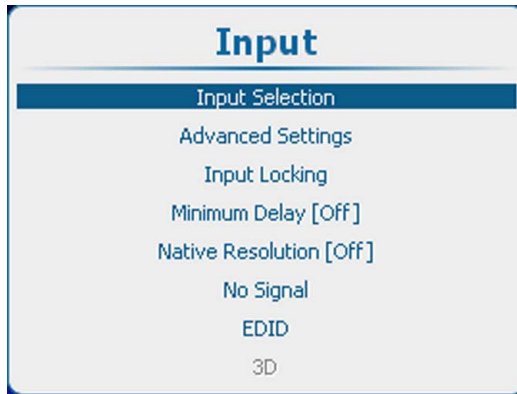 Input
Input Selection
Advanced Settings
Input Locking
Minimum Delay [Off]
Native Resolution [Off]
No Signal
EDID
3D